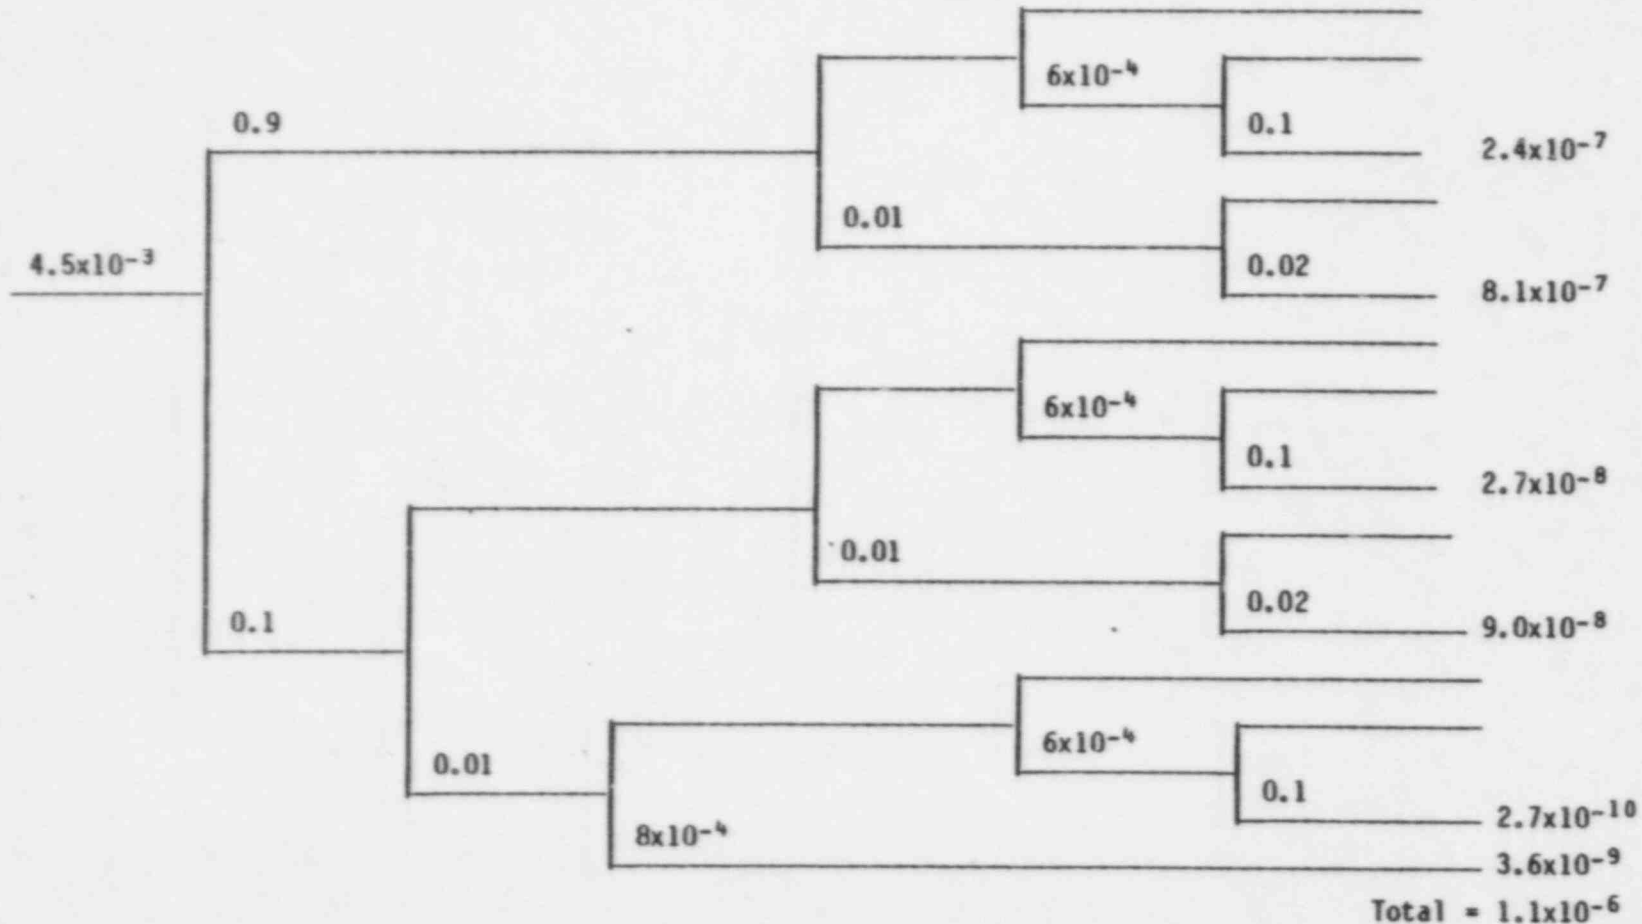 6x10⁻⁴
0.9
0.1
2.4x10⁻⁷
0.01
4.5x10⁻³
0.02
8.1x10⁻⁷
6x10⁻⁴
0.1
2.7x10⁻⁸
0.01
0.1
0.02
9.0x10⁻⁸
6x10⁻⁴
0.01
0.1
2.7x10⁻¹⁰
8x10⁻⁴
3.6x10⁻⁹
Total = 1.1x10⁻⁶